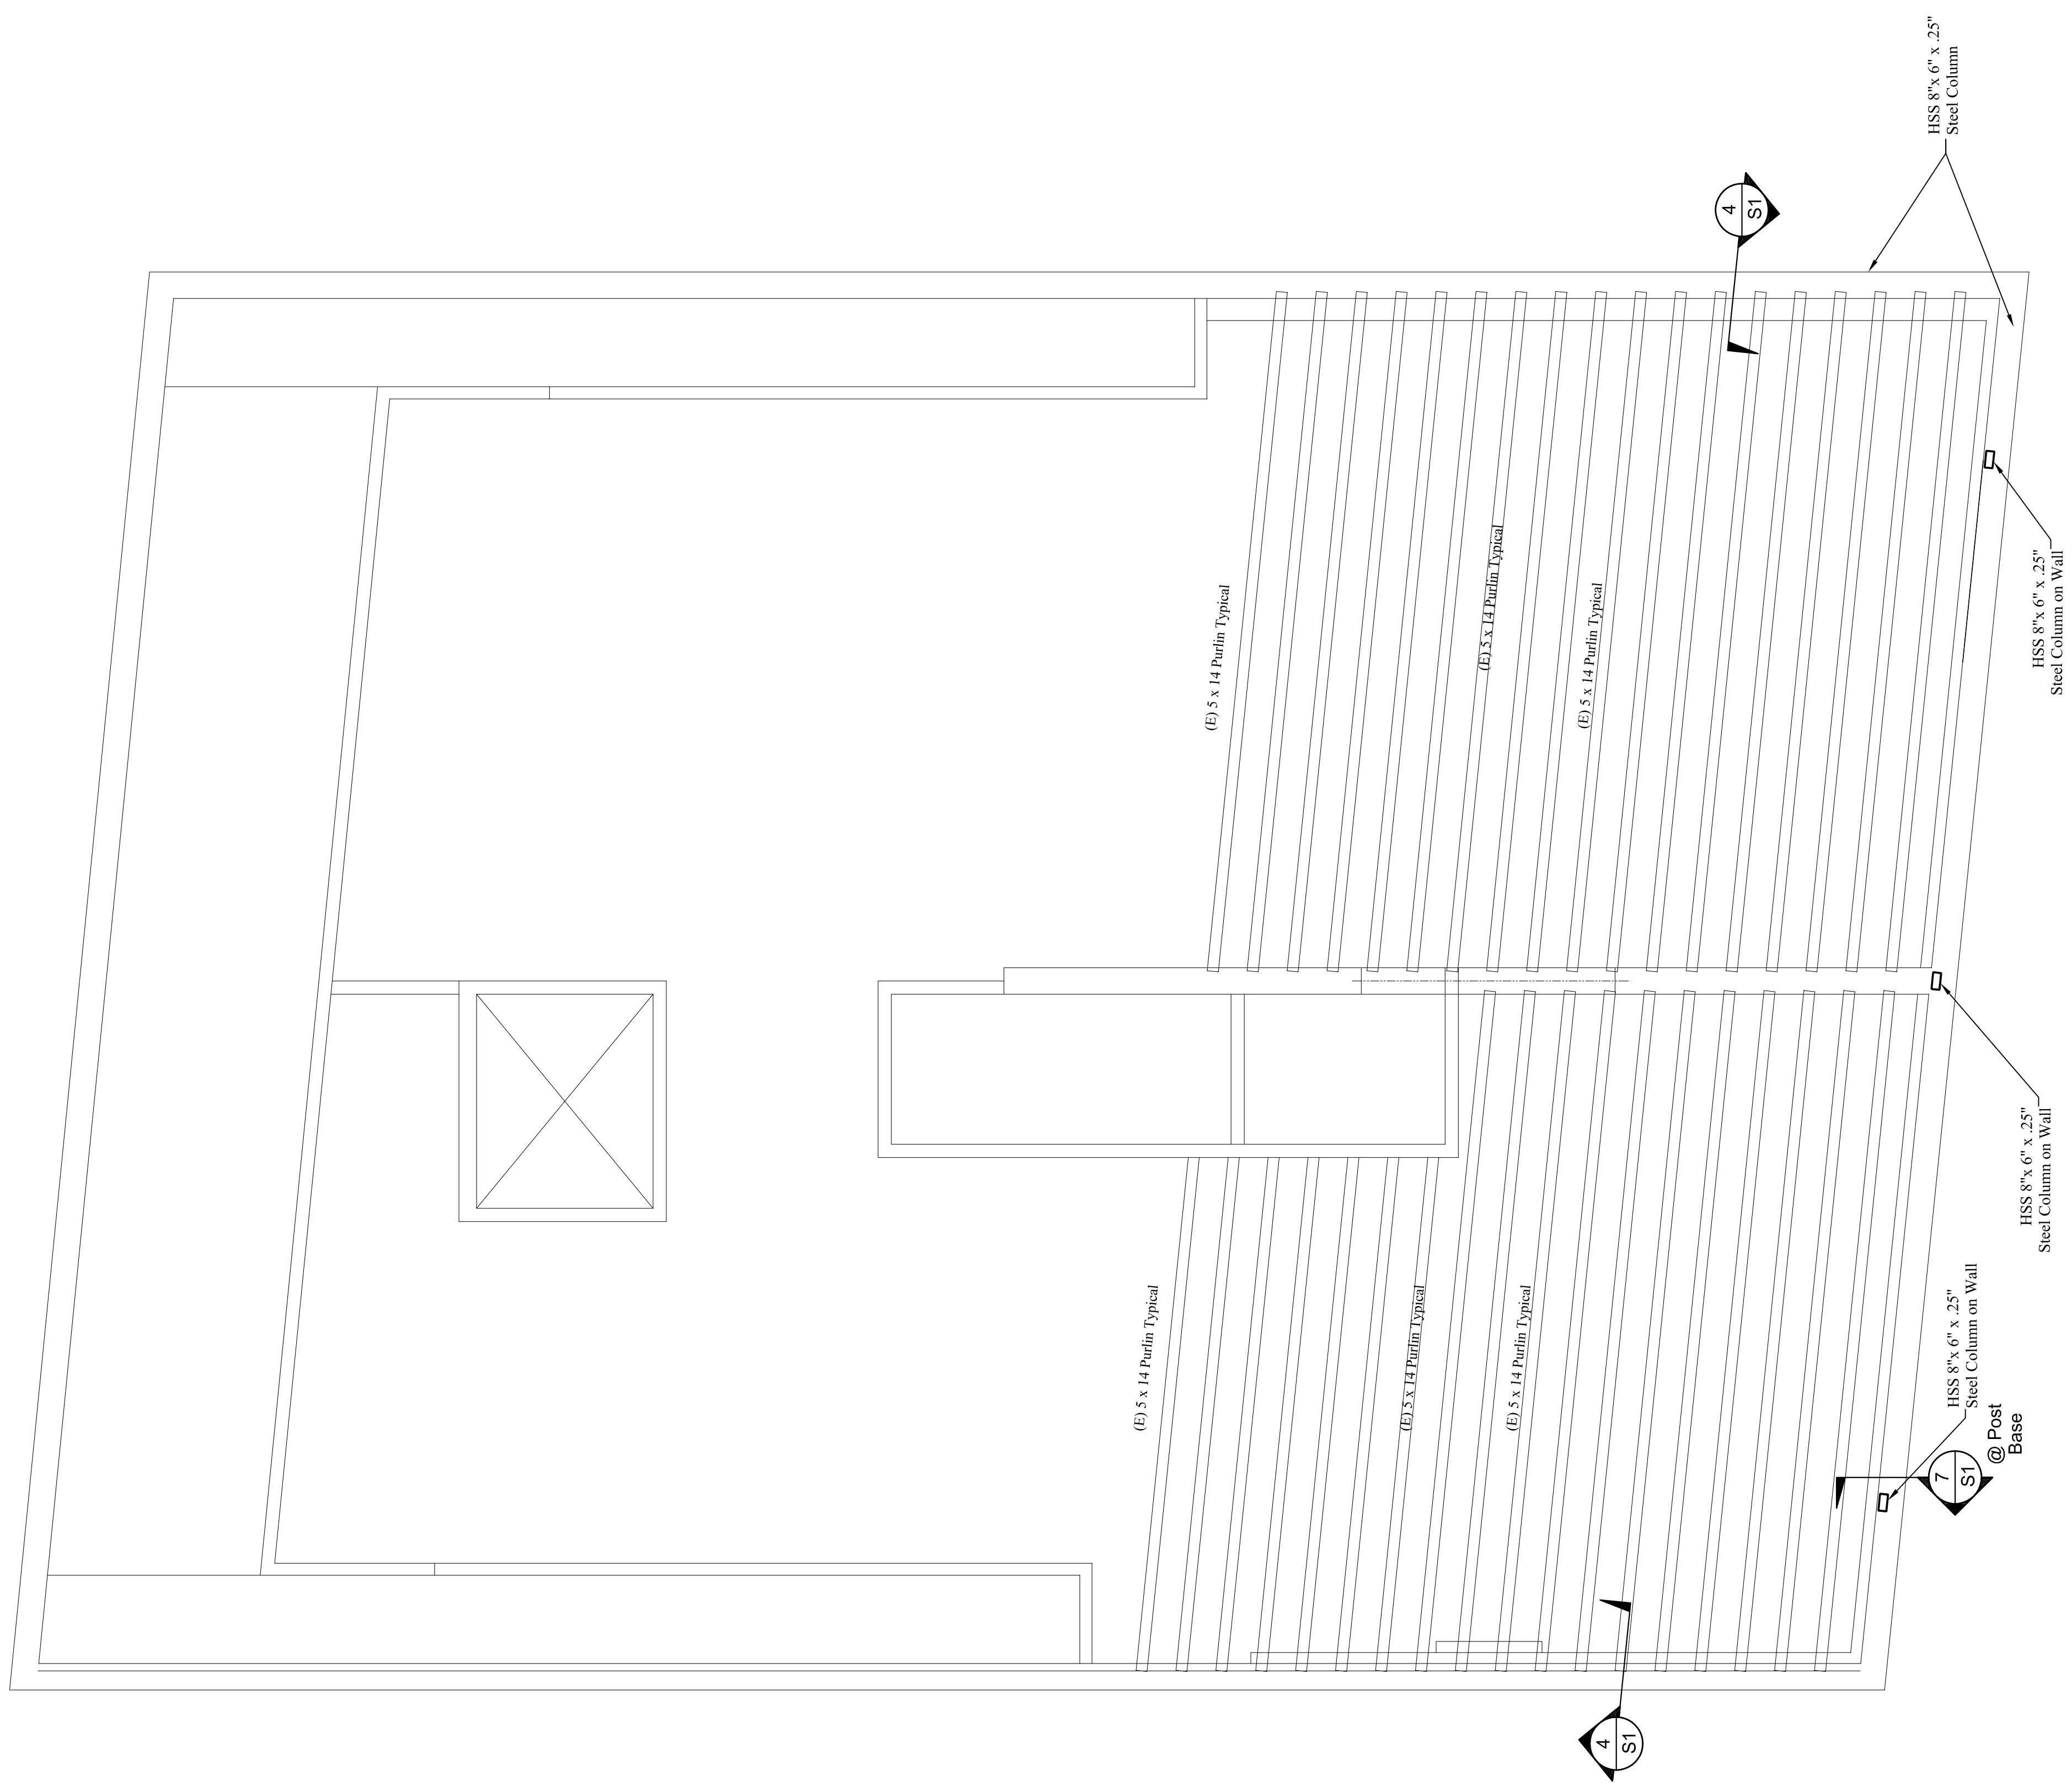 HSS 8"x 6" x .25"
Steel Column
4
S1
(E) 5 x 14 Purlin Typical
(E) 5 x 14 Purlin Typical
(E) 5 x 14 Purlin Typical
HSS 8"x 6" x .25"
Steel Column on Wall
HSS 8"x 6" x .25"
Steel Column on Wall
(E) 5 x 14 Purlin Typical
(E) 5 x 14 Purlin Typical
(E) 5 x 14 Purlin Typical
HSS 8"x 6" x .25"
Steel Column on Wall
7
S1
@ Post
Base
4
S1